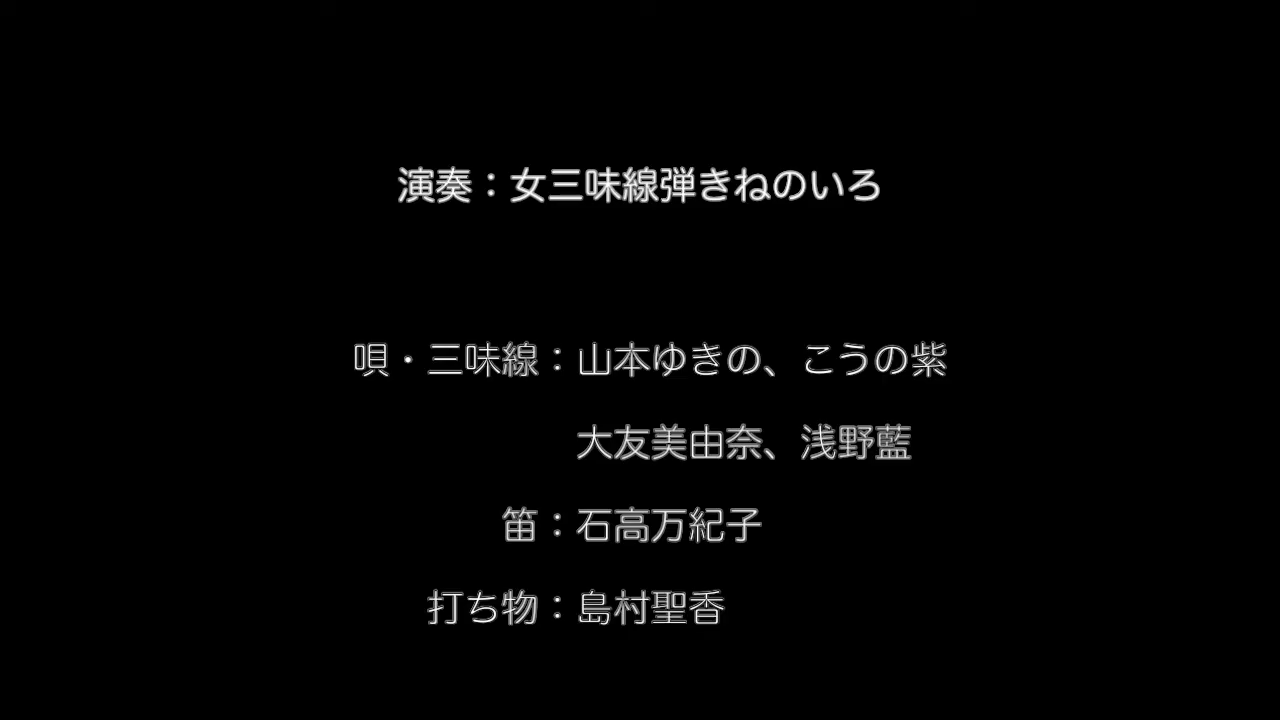 演奏：女三味線弾きねのいろ
唄・三味線：山本ゆきの、こうの紫
大友美由奈、浅野藍
笛：石高万紀子
打ち物：島村聖香